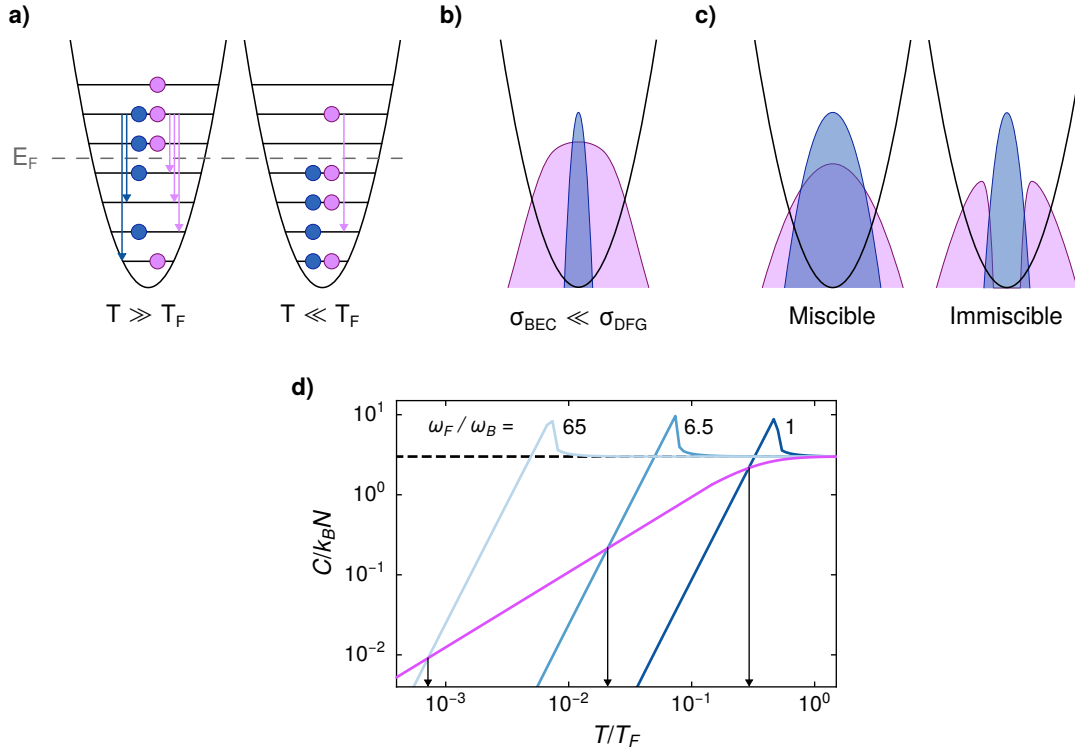 a)
b)
c)
E_F
T ≫ T_F
T ≪ T_F
σ_BEC ≪ σ_DFG
Miscible
Immiscible
d)
ω_F / ω_B =
65
6.5
1
10^1
10^0
10^-1
10^-2
C/k_BN
10^-3
10^-2
10^-1
10^0
T/T_F